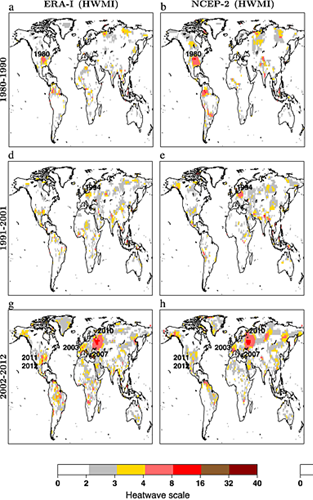 ERA-I (HWMI) NCEP-2 (HWMI)
a b
1980-1990
1980 1980
d e
1991-2001
1994 1994
g h
2002-2012
2010 2010
2003 2003
2007 2007
2011 2011
2012 2012
0 2 3 4 8 16 32 40 0
Heatwave scale